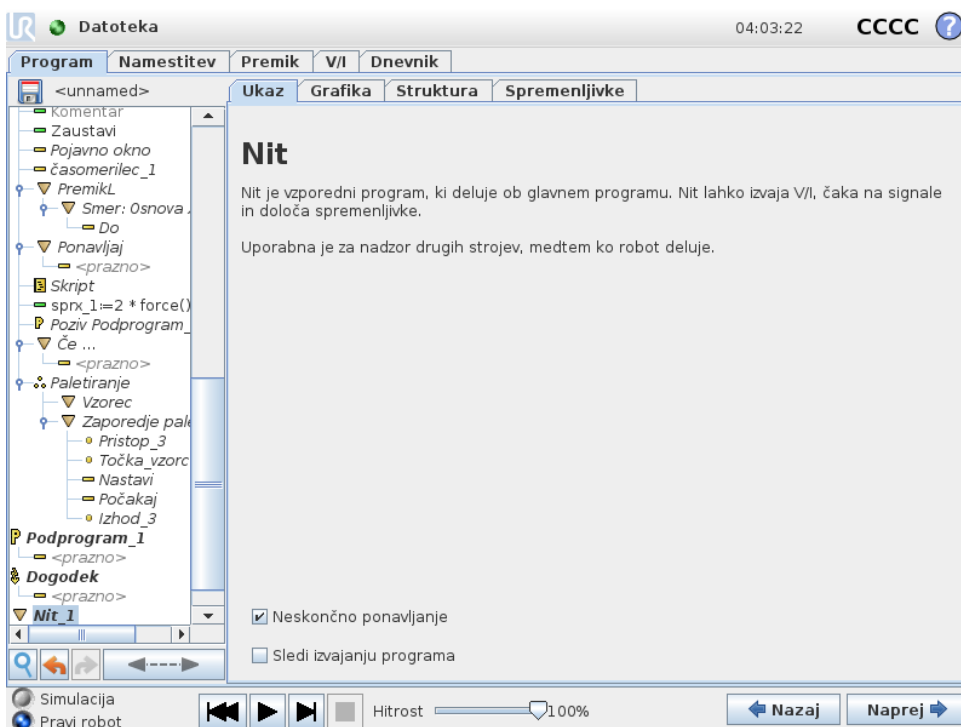 UR Datoteka 04:03:22 CCCC ?
Program Namestitev Premik V/I Dnevnik
<unnamed>
Ukaz Grafika Struktura Spremenljivke
Komentar
Zaustavi
Pojavno okno
časomerilec_1
PremikL
Smer: Osnova
Do
Ponavljaj
<prazno>
Skript
sprx_1:=2 * force()
Poziv Podprogram_
Če ...
<prazno>
Paletiranje
Vzorec
Zaporedje pale
Pristop_3
Točka_vzorc
Nastavi
Počakaj
Izhod_3
Podprogram_1
<prazno>
Dogodek
<prazno>
Nit_1
Nit
Nit je vzporedni program, ki deluje ob glavnem programu. Nit lahko izvaja V/I, čaka na signale
in določa spremenljivke.
Uporabna je za nadzor drugih strojev, medtem ko robot deluje.
Neskončno ponavljanje
Sledi izvajanju programa
Simulacija
Pravi robot
Hitrost 100%
Nazaj Naprej